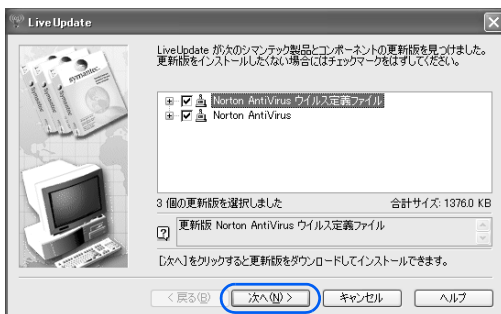 LiveUpdate
LiveUpdate が次のシマンテック製品とコンポーネントの更新版を見つけました。
更新版をインストールしたくない場合にはチェックマークをはずしてください。
symantec.
Norton AntiVirus ウイルス定義ファイル
Norton AntiVirus
3 個の更新版を選択しました 合計サイズ: 1376.0 KB
更新版 Norton AntiVirus ウイルス定義ファイル
[次へ]をクリックすると更新版をダウンロードしてインストールできます。
< 戻る(B) 次へ(N) > キャンセル ヘルプ